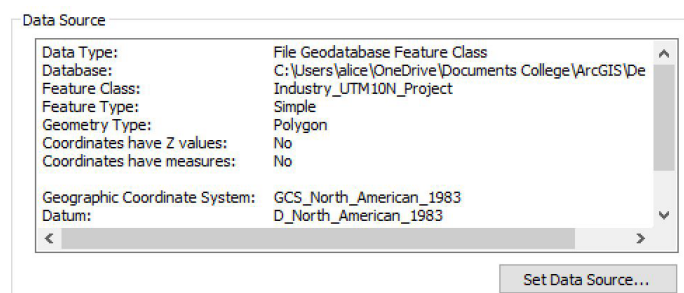 Data Source
Data Type: File Geodatabase Feature Class
Database: C:\Users\alice\OneDrive\Documents College\ArcGIS\De
Feature Class: Industry_UTM10N_Project
Feature Type: Simple
Geometry Type: Polygon
Coordinates have Z values: No
Coordinates have measures: No
Geographic Coordinate System: GCS_North_American_1983
Datum: D_North_American_1983
Set Data Source...